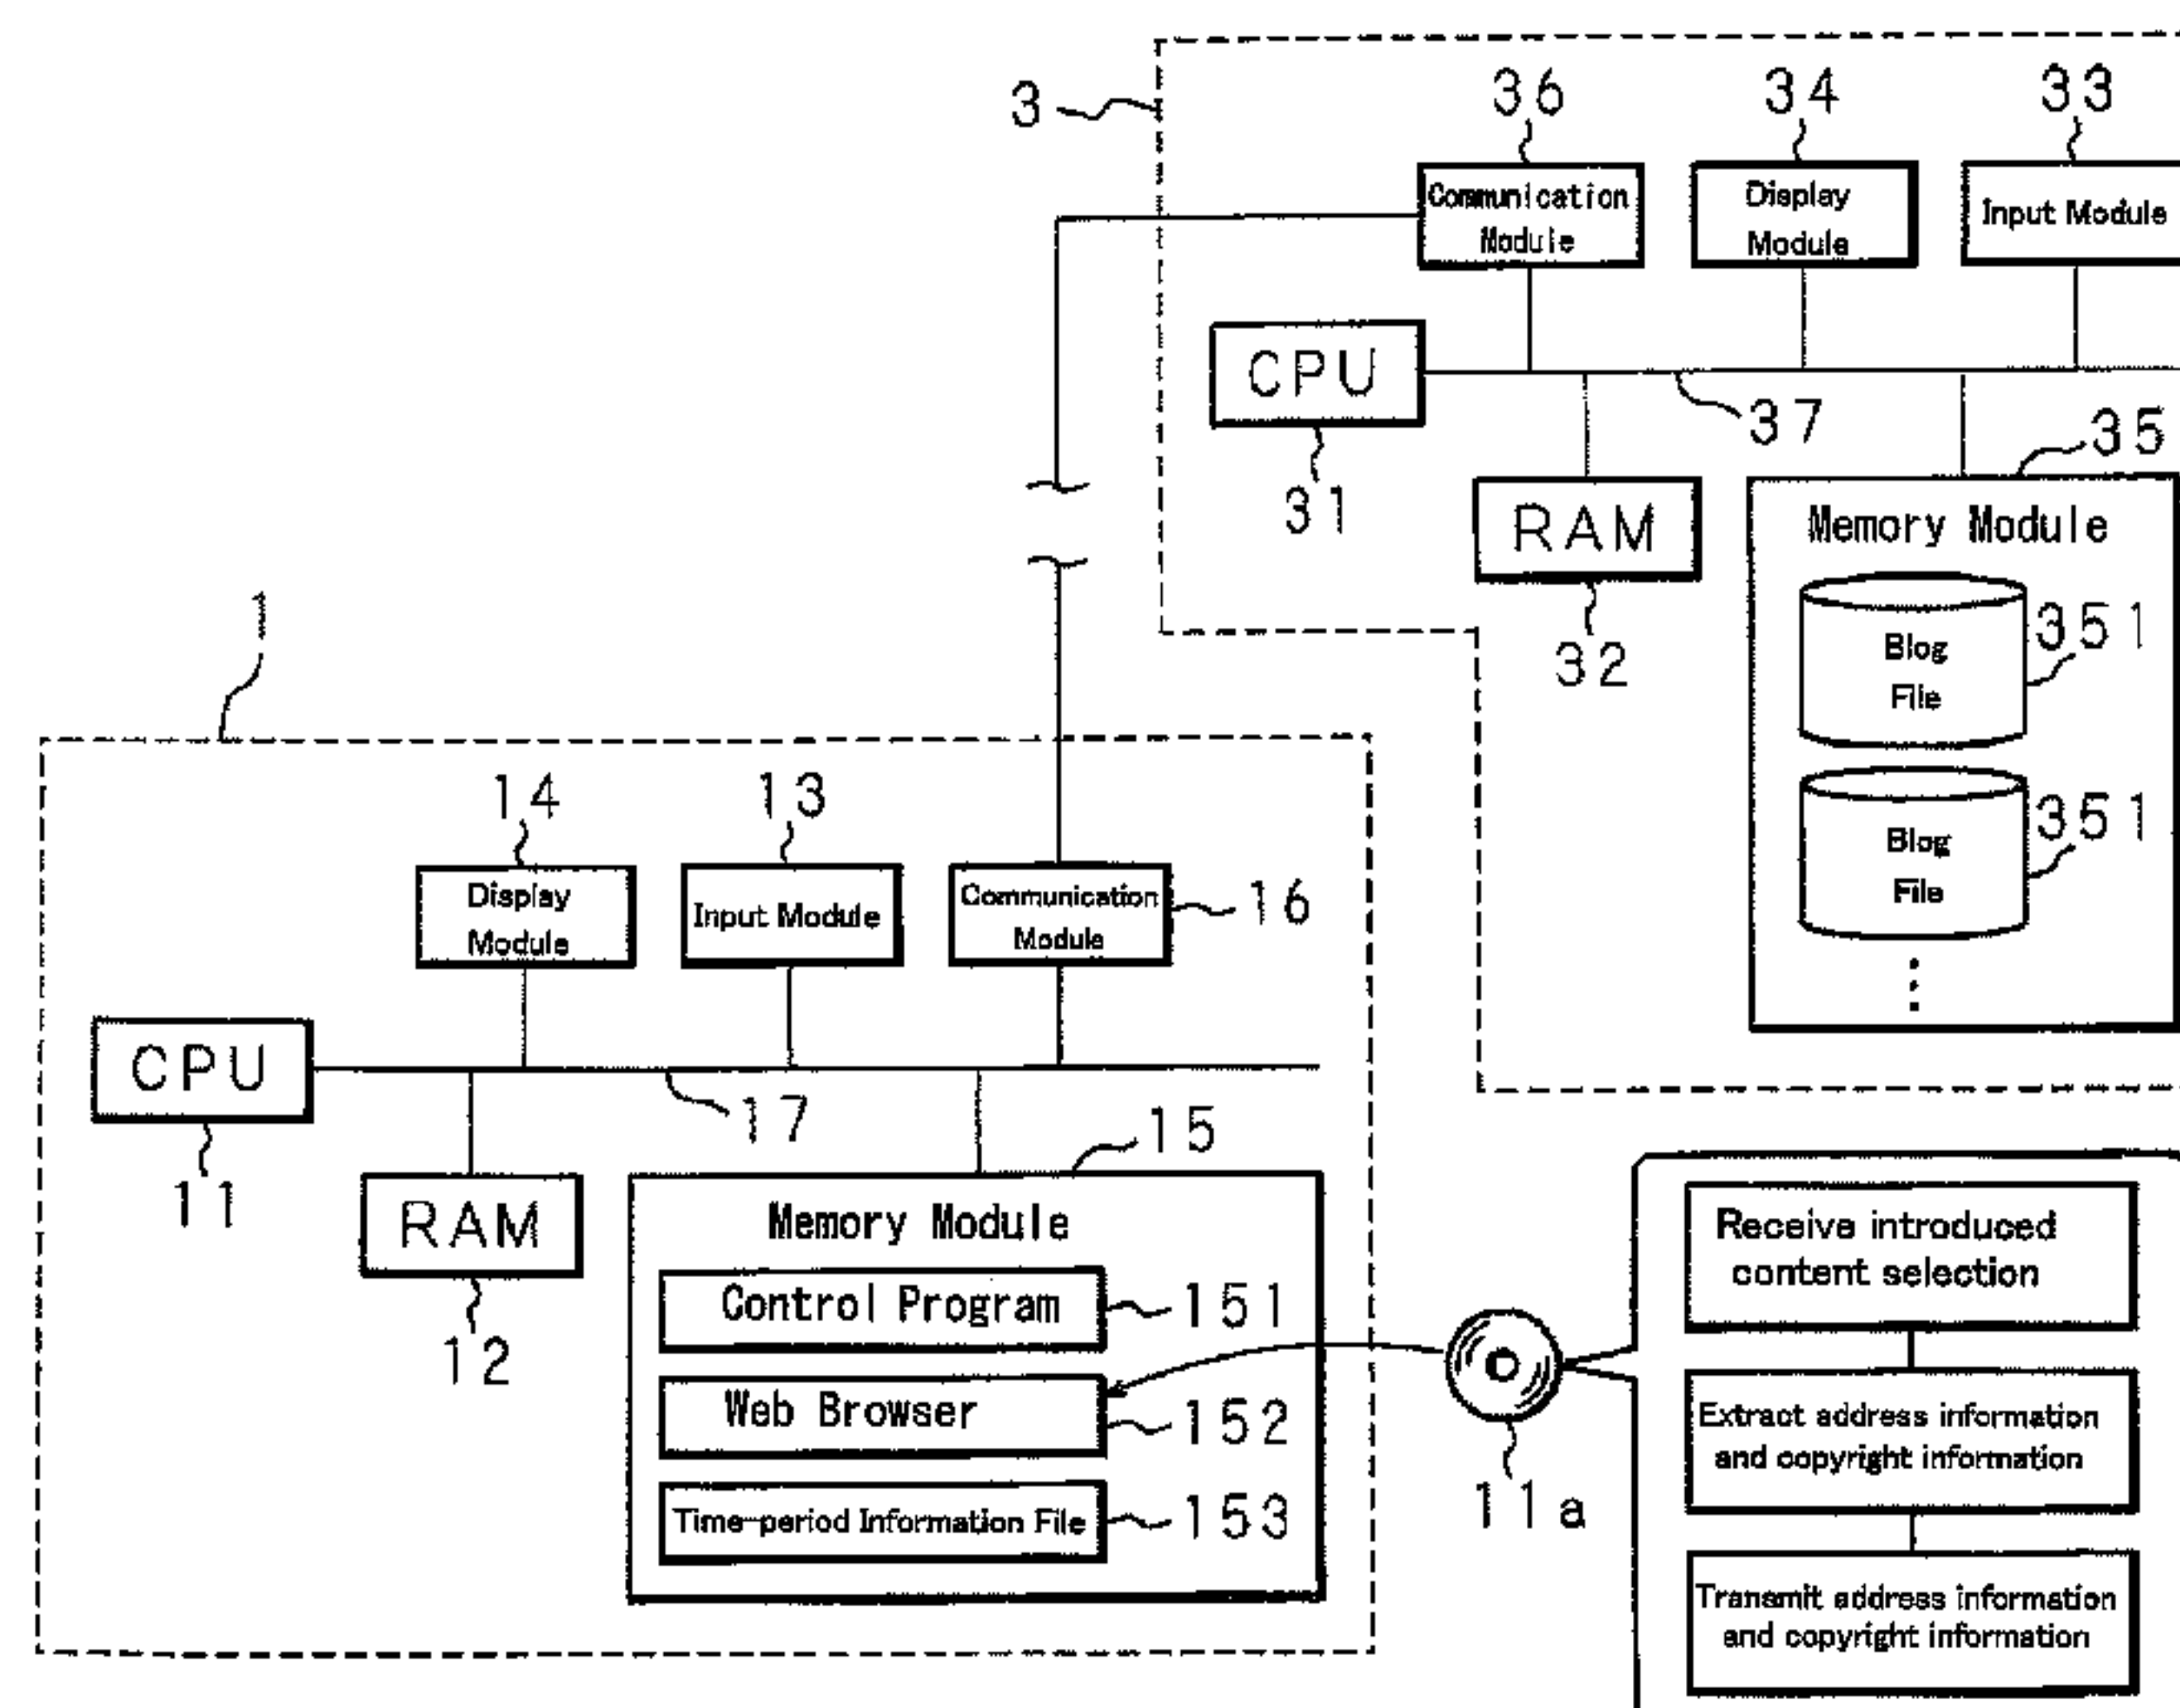 3
36
34
33
Communication
Module
Display
Module
Input Module
CPU
37
35
31
RAM
32
Memory Module
Blog
File
351
Blog
File
351
1
14
13
Display
Module
Input Module
Communication
Module
16
CPU
17
15
11
RAM
12
Memory Module
Control Program
151
Web Browser
152
Time-period Information File
153
11a
Receive introduced
content selection
Extract address information
and copyright information
Transmit address information
and copyright information